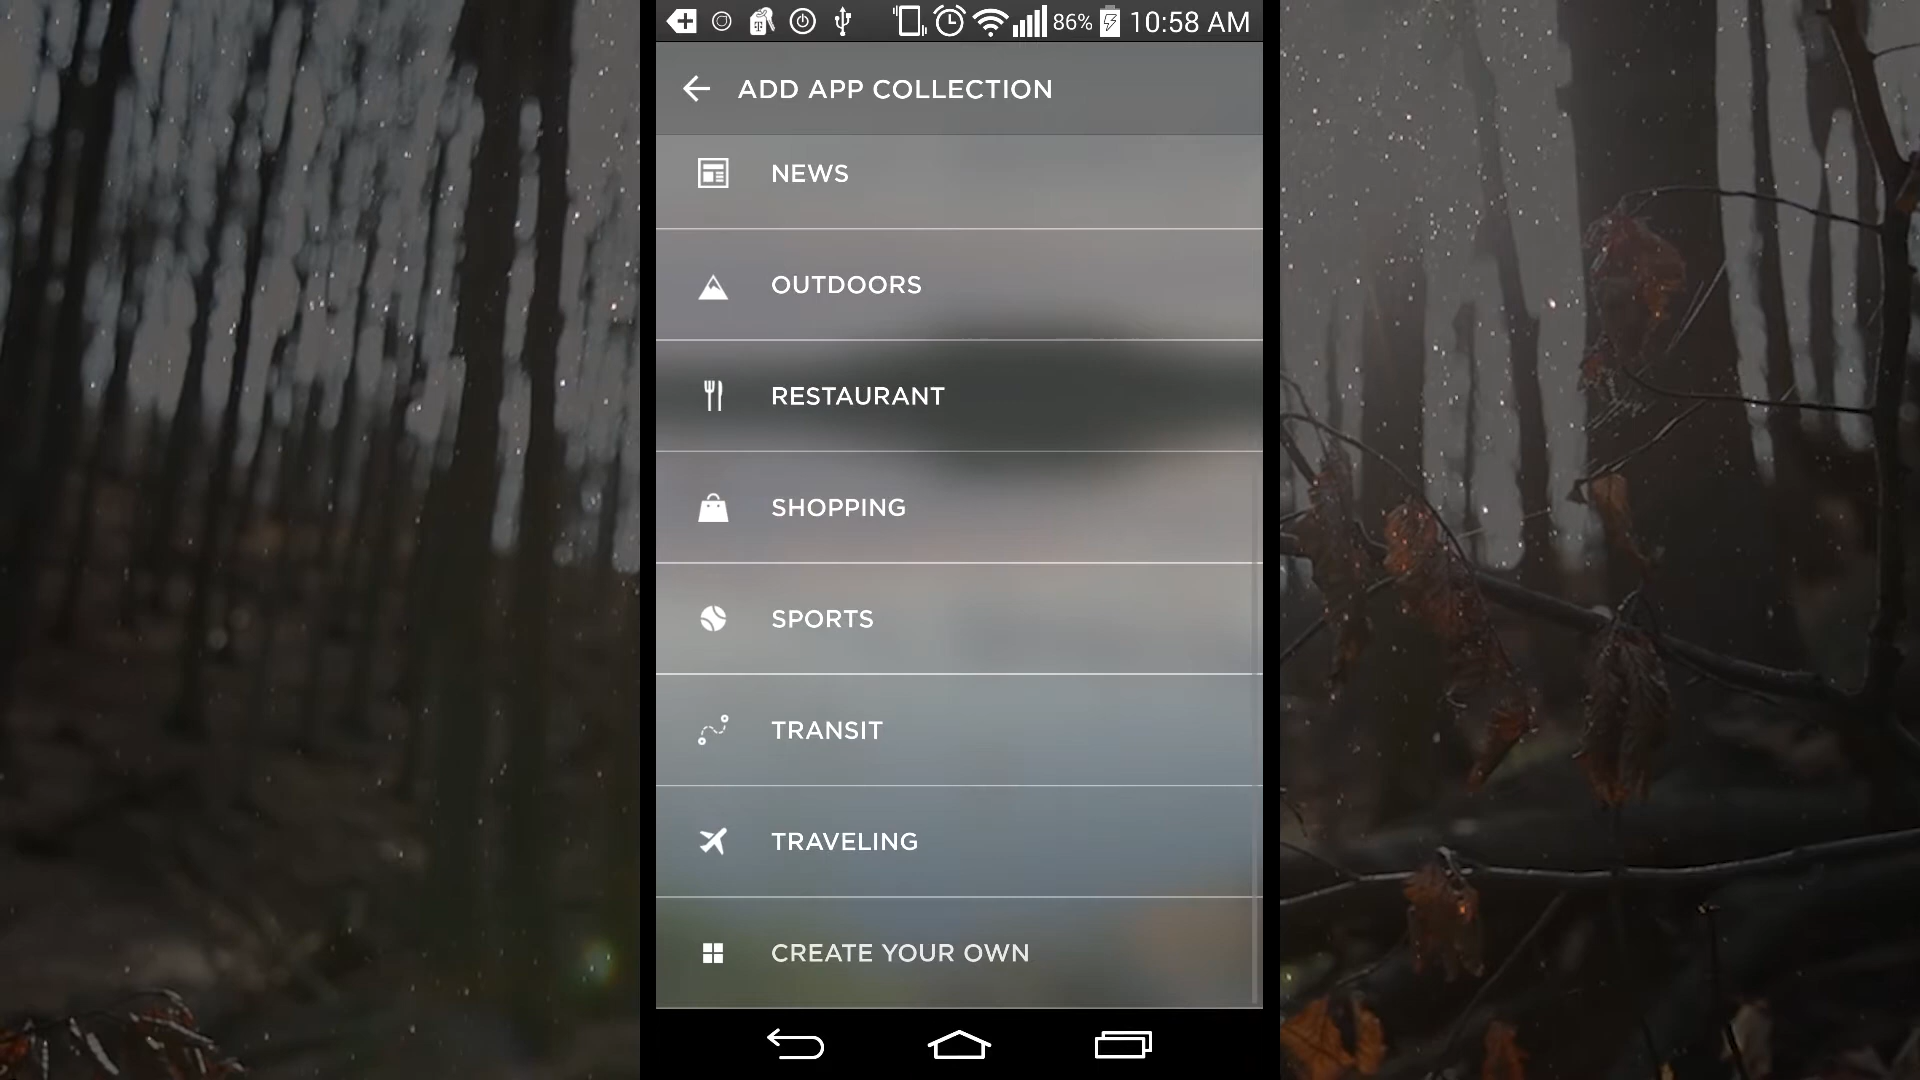 86% 10:58 AM
ADD APP COLLECTION
NEWS
OUTDOORS
RESTAURANT
SHOPPING
SPORTS
TRANSIT
TRAVELING
CREATE YOUR OWN